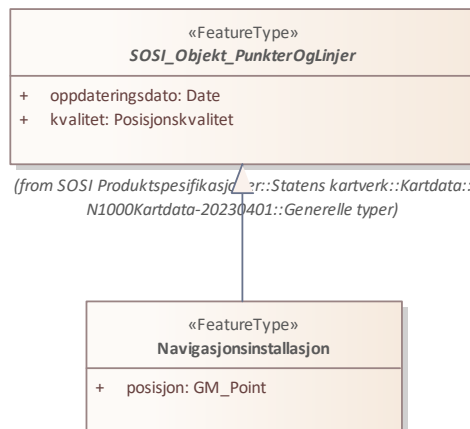 «FeatureType»
SOSI_Objekt_PunkterOgLinjer
+ oppdateringsdato: Date
+ kvalitet: Posisjonskvalitet
(from SOSI Produktspesifikasjoner::Statens kartverk::Kartdata::
N1000Kartdata-20230401::Generelle typer)
«FeatureType»
Navigasjonsinstallasjon
+ posisjon: GM_Point